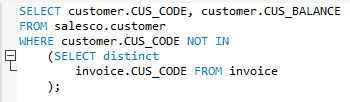 SELECT customer.CUS_CODE, customer.CUS_BALANCE
FROM salesco.customer
WHERE customer.CUS_CODE NOT IN
(SELECT distinct
invoice.CUS_CODE FROM invoice
);